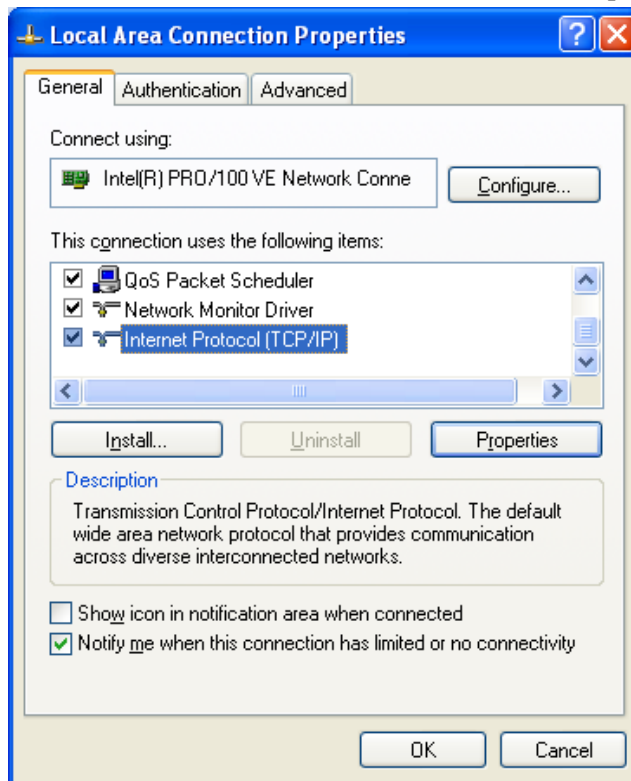 Local Area Connection Properties
General Authentication Advanced
Connect using:
Intel(R) PRO/100 VE Network Conne
Configure...
This connection uses the following items:
QoS Packet Scheduler
Network Monitor Driver
Internet Protocol (TCP/IP)
Install... Uninstall Properties
Description
Transmission Control Protocol/Internet Protocol. The default
wide area network protocol that provides communication
across diverse interconnected networks.
Show icon in notification area when connected
Notify me when this connection has limited or no connectivity
OK Cancel